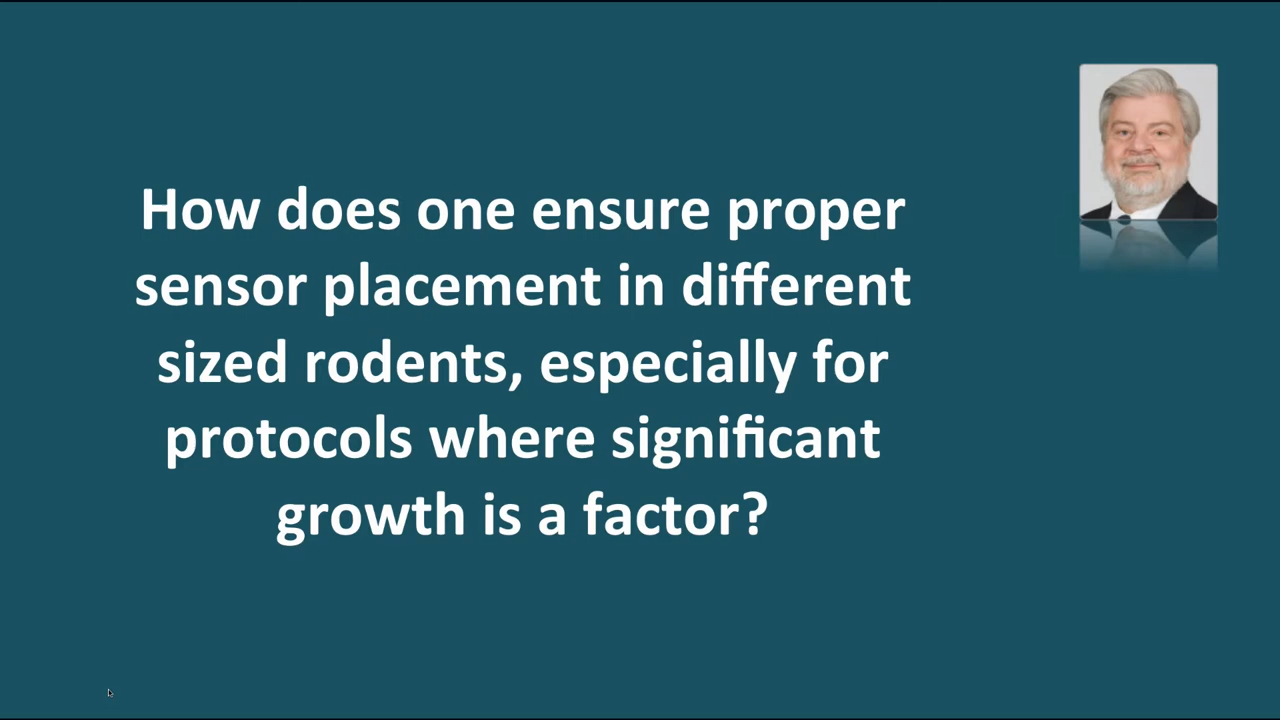 How does one ensure proper
sensor placement in different
sized rodents, especially for
protocols where significant
growth is a factor?